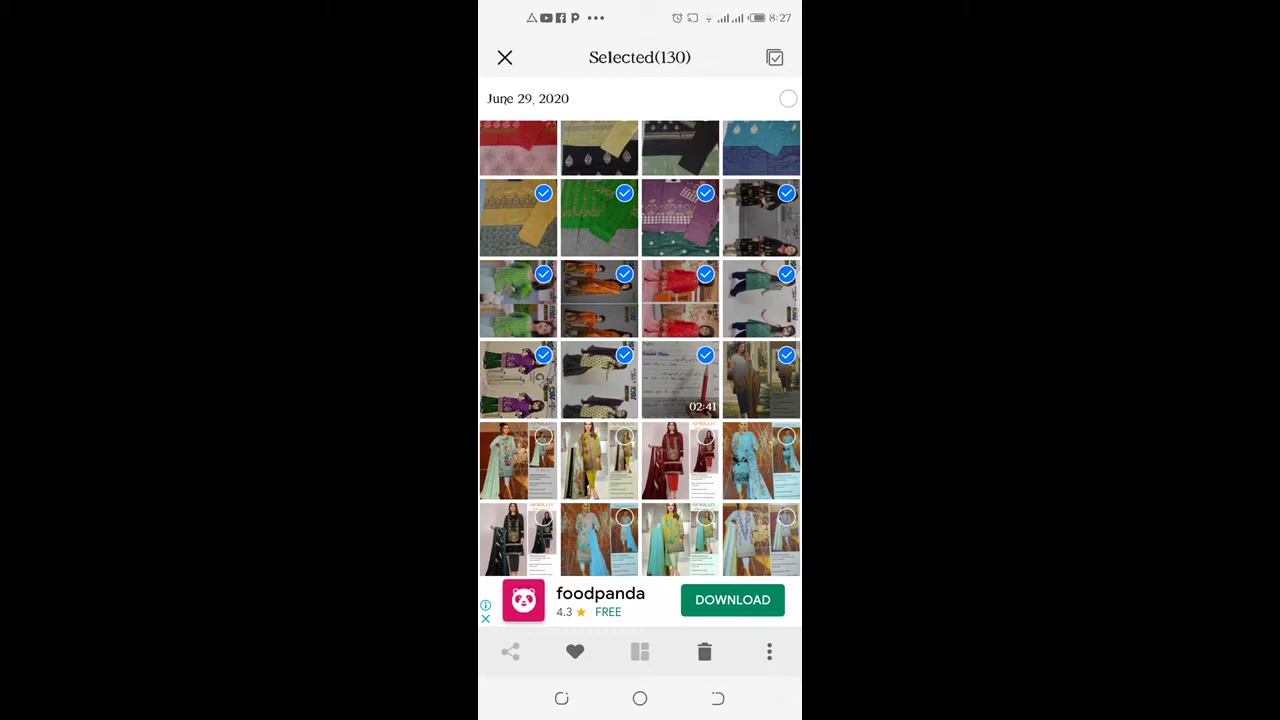 8:27
Selected(130)
June 29, 2020
02:41
foodpanda
4.3 ★ FREE
DOWNLOAD